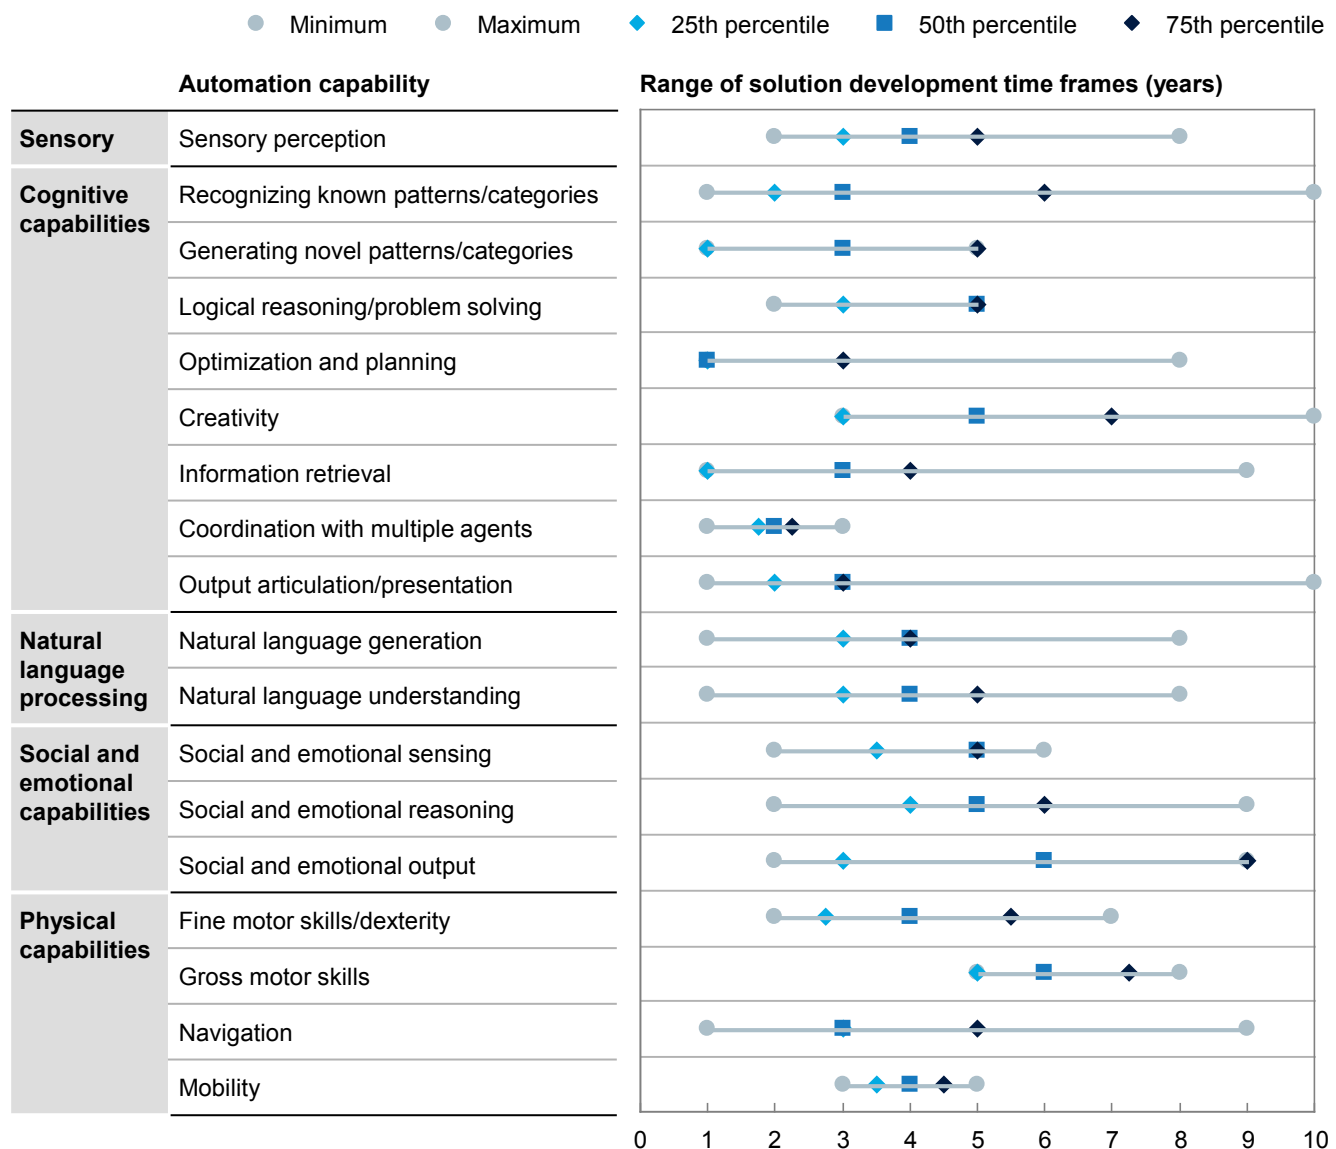 Minimum Maximum 25th percentile 50th percentile 75th percentile
Automation capability Range of solution development time frames (years)
Sensory Sensory perception
Cognitive
capabilities
Recognizing known patterns/categories
Generating novel patterns/categories
Logical reasoning/problem solving
Optimization and planning
Creativity
Information retrieval
Coordination with multiple agents
Output articulation/presentation
Natural
language
processing
Natural language generation
Natural language understanding
Social and
emotional
capabilities
Social and emotional sensing
Social and emotional reasoning
Social and emotional output
Physical
capabilities
Fine motor skills/dexterity
Gross motor skills
Navigation
Mobility
0 1 2 3 4 5 6 7 8 9 10